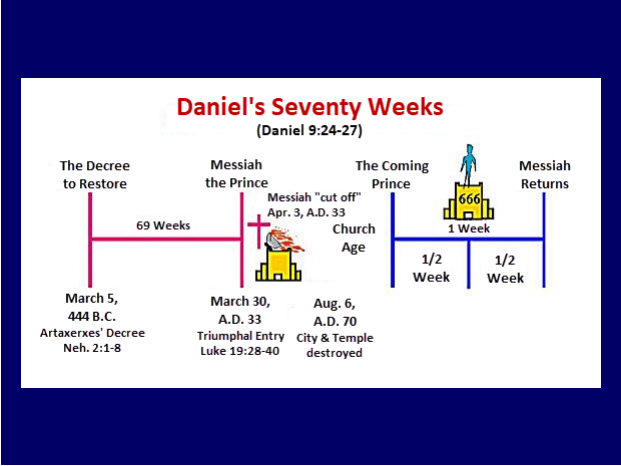 Daniel's Seventy Weeks
(Daniel 9:24-27)
The Decree
to Restore
Messiah
the Prince
The Coming
Prince
Messiah
Returns
Messiah "cut off"
Apr. 3, A.D. 33
666
69 Weeks
Church
Age
1 Week
1/2
Week
1/2
Week
March 5,
444 B.C.
Artaxerxes' Decree
Neh. 2:1-8
March 30,
A.D. 33
Triumphal Entry
Luke 19:28-40
Aug. 6,
A.D. 70
City & Temple
destroyed